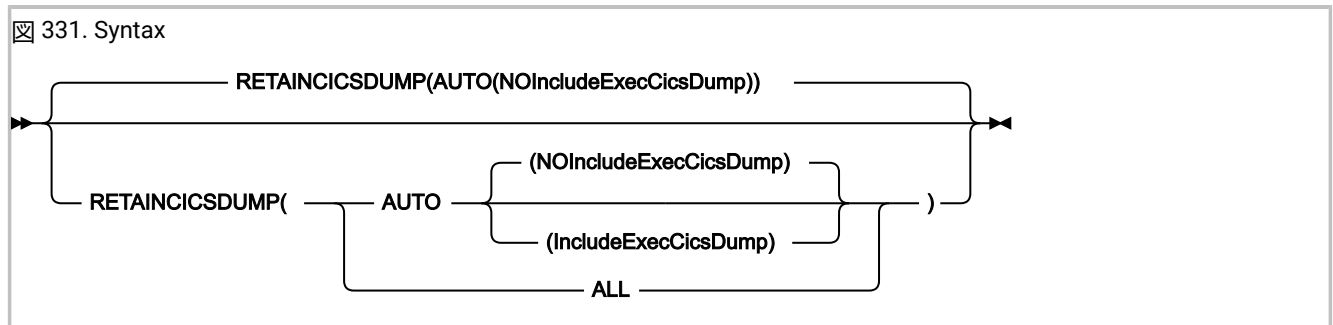 図 331. Syntax
RETAINCICSDUMP(AUTO(NOIncludeExecCicsDump))
(NOIncludeExecCicsDump)
RETAINCICSDUMP( AUTO )
(IncludeExecCicsDump)
ALL